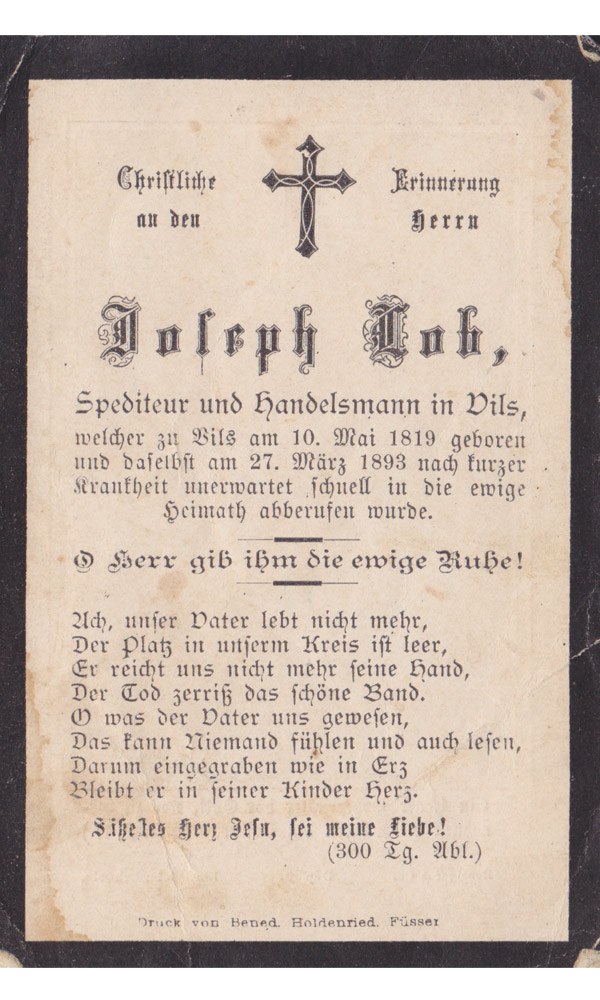 Christliche Erinnerung
an den Herrn
Joseph Lob,
Spediteur und Handelsmann in Vils,
welcher zu Vils am 10. Mai 1819 geboren
und daselbst am 27. März 1893 nach kurzer
Krankheit unerwartet schnell in die ewige
Heimath abberufen wurde.
O Herr gib ihm die ewige Ruhe!
Ach, unser Vater lebt nicht mehr,
Der Platz in unserm Kreis ist leer,
Er reicht uns nicht mehr seine Hand,
Der Tod zerriß das schöne Band.
O was der Vater uns gewesen,
Das kann Niemand fühlen und auch lesen,
Darum eingegraben wie in Erz
Bleibt er in seiner Kinder Herz.
Süßestes Herz Jesu, sei meine Liebe!
(300 Tg. Abl.)
Druck von Bened. Holdenried. Füssen